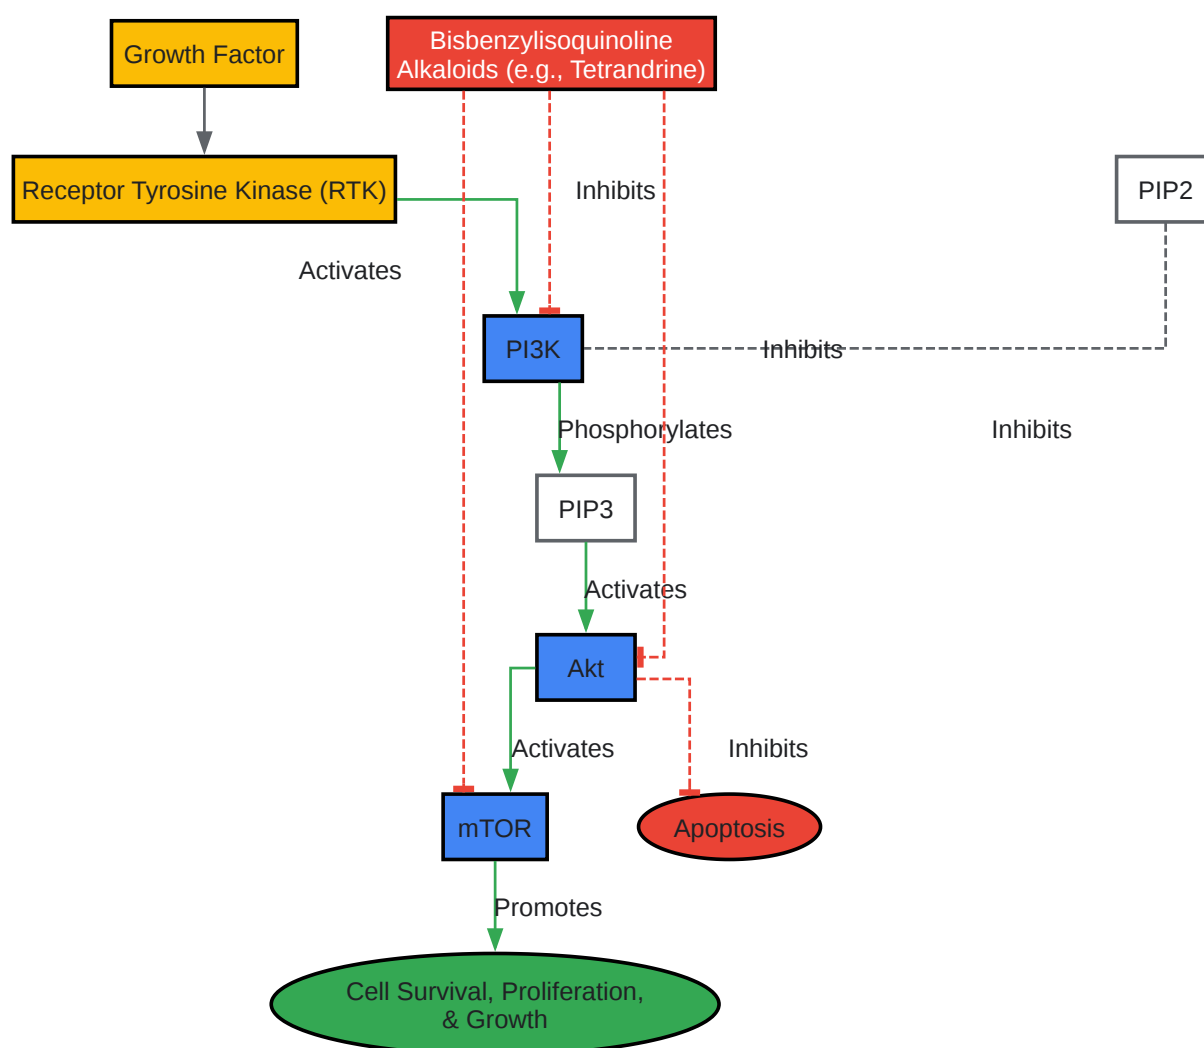 Growth Factor
Bisbenzylisoquinoline
Alkaloids (e.g., Tetrandrine)
Receptor Tyrosine Kinase (RTK)
Inhibits
PIP2
Activates
PI3K
Inhibits
Phosphorylates
Inhibits
PIP3
Activates
Akt
Activates
Inhibits
mTOR
Apoptosis
Promotes
Cell Survival, Proliferation,
& Growth